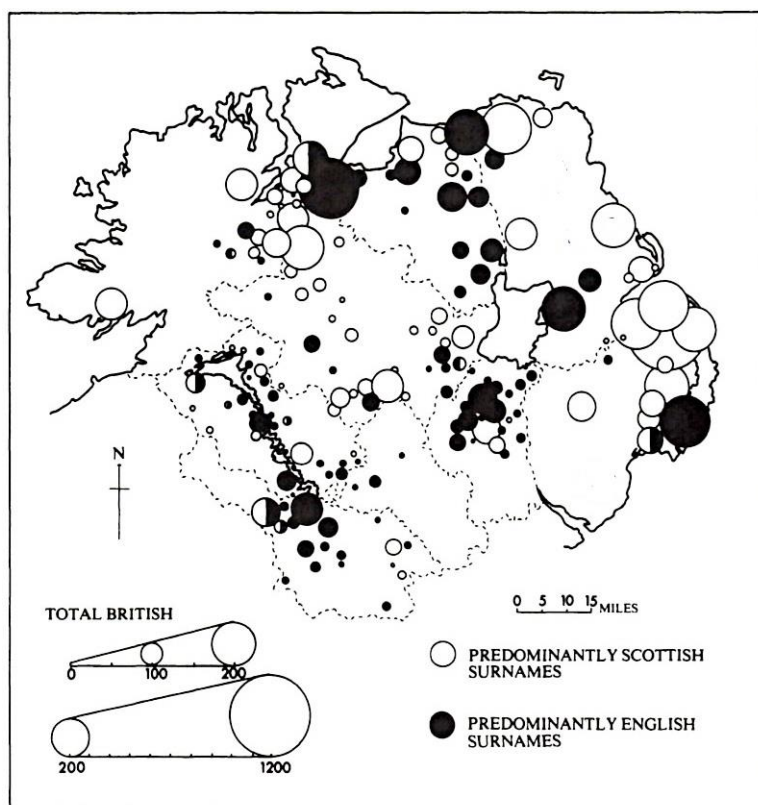 N
0 5 10 15 MILES
TOTAL BRITISH
0 100 200
200 1200
PREDOMINANTLY SCOTTISH
SURNAMES
PREDOMINANTLY ENGLISH
SURNAMES